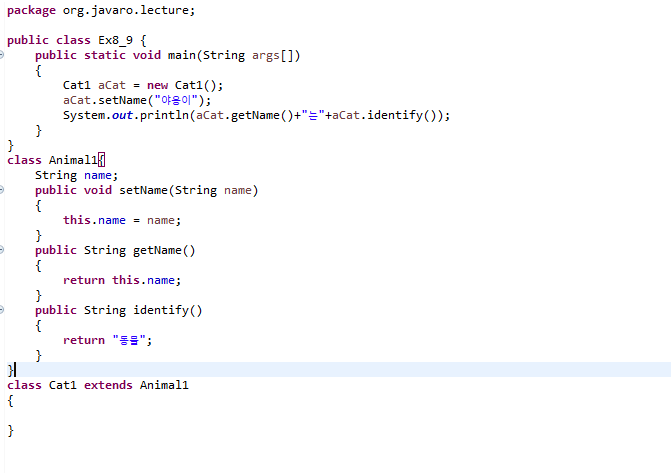 package org.javaro.lecture;
public class Ex8_9 {
public static void main(String args[])
{
Cat1 aCat = new Cat1();
aCat.setName("야옹이");
System.out.println(aCat.getName()+"는"+aCat.identify());
}
}
class Animal1{
String name;
public void setName(String name)
{
this.name = name;
}
public String getName()
{
return this.name;
}
public String identify()
{
return "동물";
}
}
class Cat1 extends Animal1
{
}